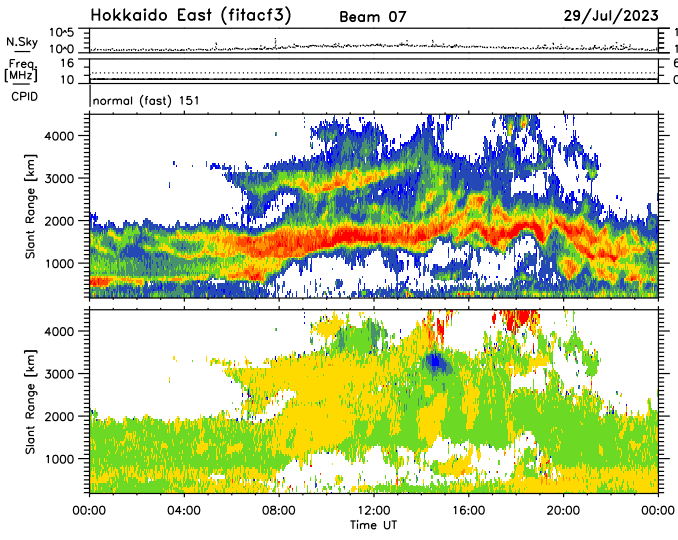 Hokkaido East (fitacf3) Beam 07 29/Jul/2023
N.Sky 10^5 10^0 1 1
Freq. [MHz] 16 10 6 0
CPID normal (fast) 151
Slant Range [km] 4000 3000 2000 1000
Slant Range [km] 4000 3000 2000 1000
00:00 04:00 08:00 12:00 16:00 20:00 00:00
Time UT